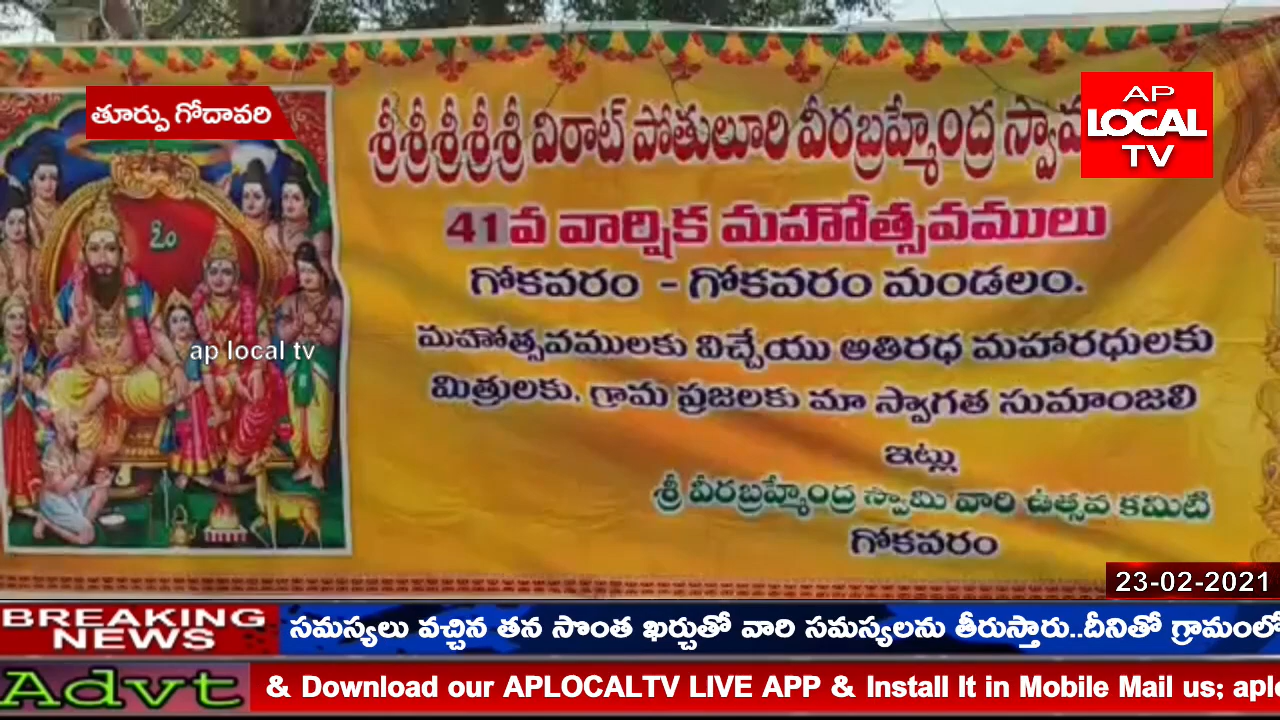 తూర్పు గోదావరి
AP
LOCAL
TV
శ్రీశ్రీశ్రీశ్రీశ్రీ విరాట్ పోతులూరి వీరబ్రహ్మేంద్ర
41వ వార్షిక మహోత్సవములు
గోకవరం - గోకవరం మండలం.
మహోత్సవములకు విచ్చేయు అతిరధ మహారధులకు
మిత్రులకు, గ్రామ ప్రజలకు మా స్వాగత సుమాంజలి
ఇట్లు
శ్రీ వీరబ్రహ్మేంద్ర స్వామి వారి ఉత్సవ కమిటి
గోకవరం
ఓం
ap local tv
23-02-2021
BREAKING
NEWS
సమస్యలు వచ్చిన తన సొంత ఖర్చుతో వారి సమస్యలను తీరుస్తారు..దీనితో గ్రామంలో
Advt
& Download our APLOCALTV LIVE APP & Install It in Mobile Mail us;